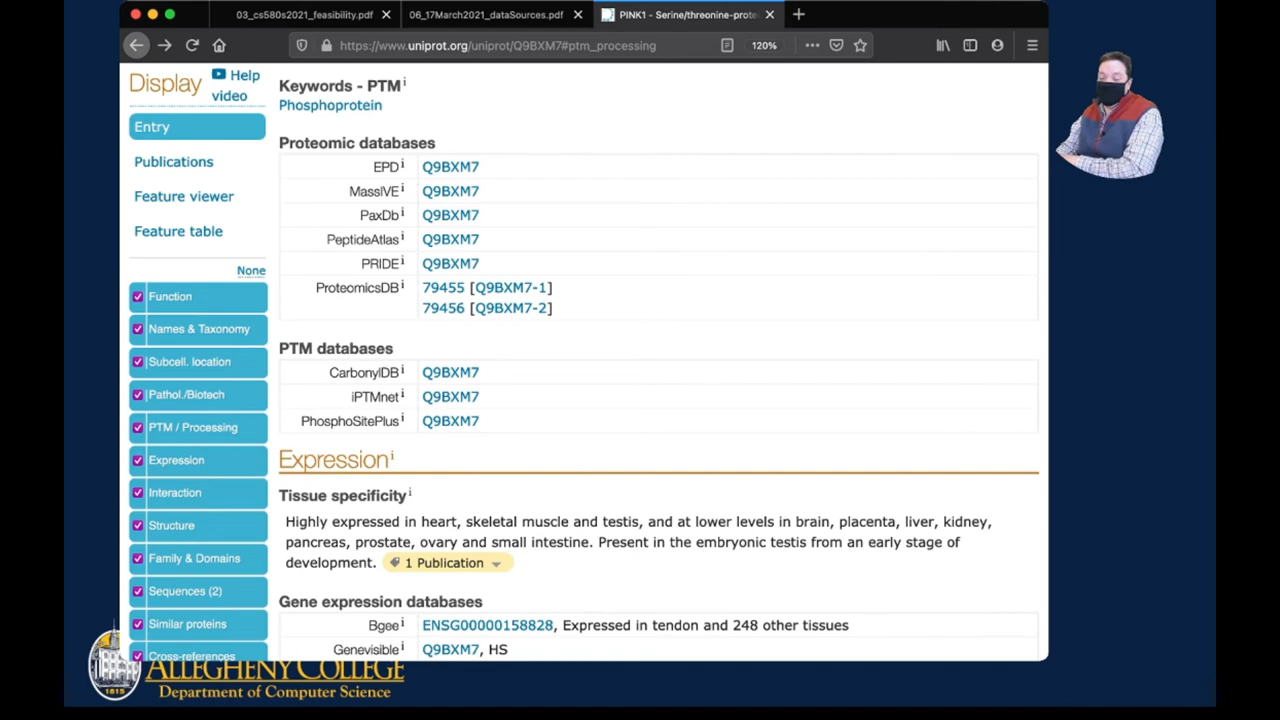 03_cs580s2021_feasibility.pdf
06_17March2021_dataSources.pdf
PINK1 - Serine/threonine-prote
https://www.uniprot.org/uniprot/Q9BXM7#ptm_processing
120%
Display
Help video
Entry
Publications
Feature viewer
Feature table
None
Function
Names & Taxonomy
Subcell. location
Pathol./Biotech
PTM / Processing
Expression
Interaction
Structure
Family & Domains
Sequences (2)
Similar proteins
Cross-references
Keywords - PTM i
Phosphoprotein
Proteomic databases
EPD i Q9BXM7
MassIVE i Q9BXM7
PaxDb i Q9BXM7
PeptideAtlas i Q9BXM7
PRIDE i Q9BXM7
ProteomicsDB i 79455 [Q9BXM7-1]
79456 [Q9BXM7-2]
PTM databases
CarbonylDB i Q9BXM7
iPTMnet i Q9BXM7
PhosphoSitePlus i Q9BXM7
Expression i
Tissue specificity i
Highly expressed in heart, skeletal muscle and testis, and at lower levels in brain, placenta, liver, kidney,
pancreas, prostate, ovary and small intestine. Present in the embryonic testis from an early stage of
development. 1 Publication
Gene expression databases
Bgee i ENSG00000158828, Expressed in tendon and 248 other tissues
Genevisible i Q9BXM7, HS
1815
ALLEGHENY COLLEGE
Department of Computer Science